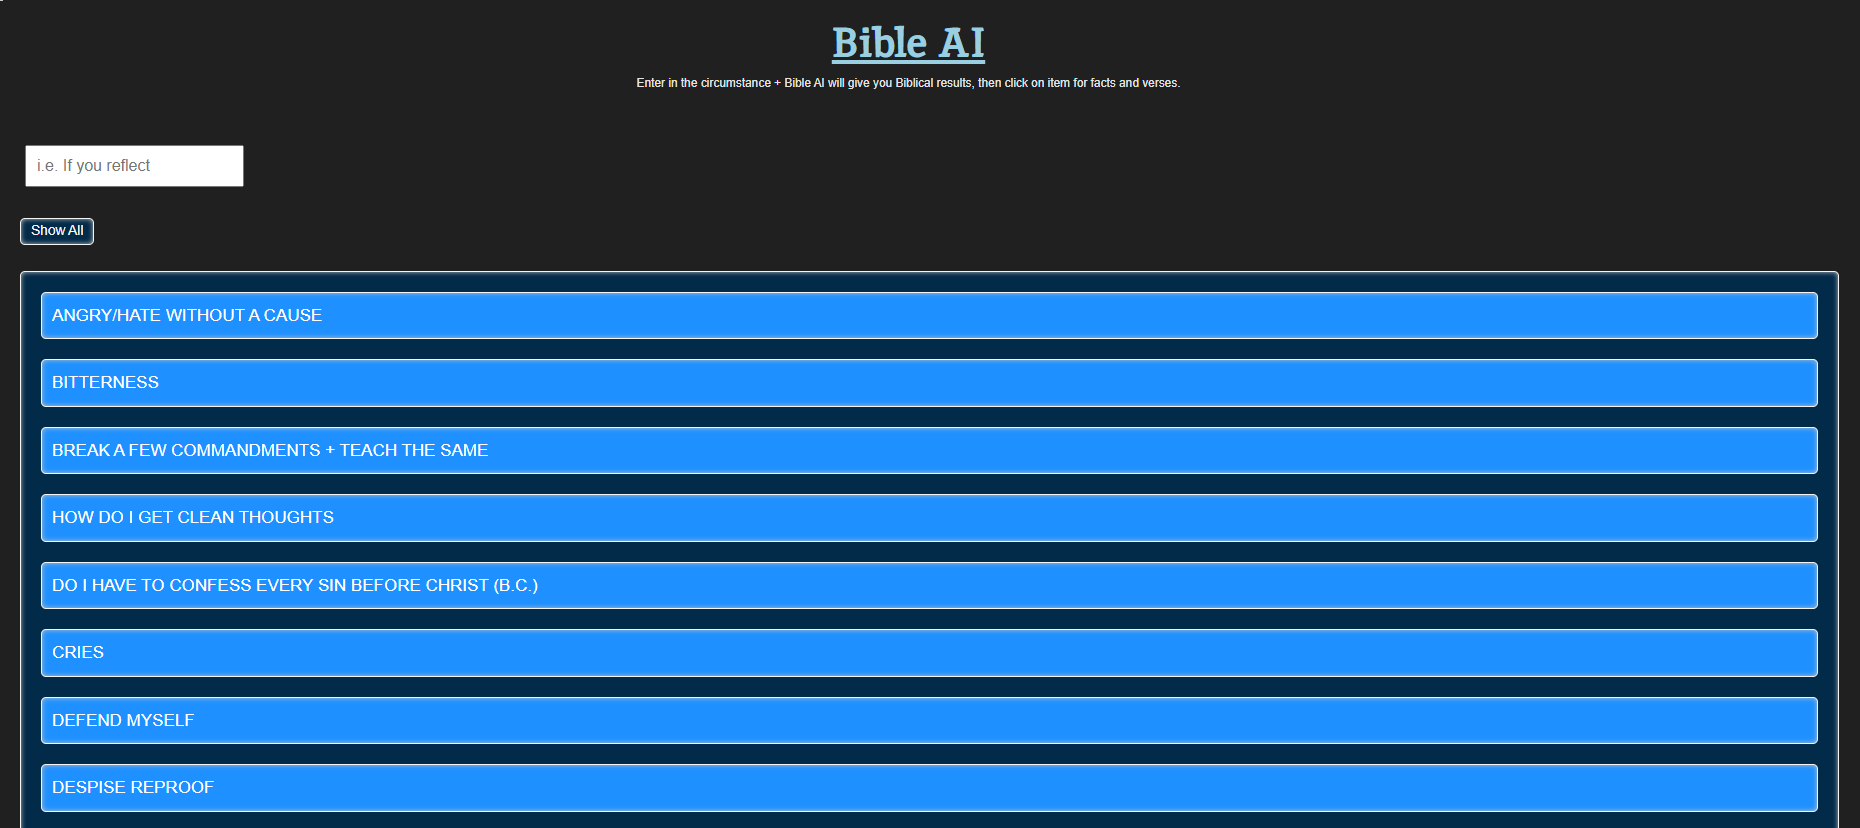 Bible AI
Enter in the circumstance + Bible AI will give you Biblical results, then click on item for facts and verses.
i.e. If you reflect
Show All
ANGRY/HATE WITHOUT A CAUSE
BITTERNESS
BREAK A FEW COMMANDMENTS + TEACH THE SAME
HOW DO I GET CLEAN THOUGHTS
DO I HAVE TO CONFESS EVERY SIN BEFORE CHRIST (B.C.)
CRIES
DEFEND MYSELF
DESPISE REPROOF